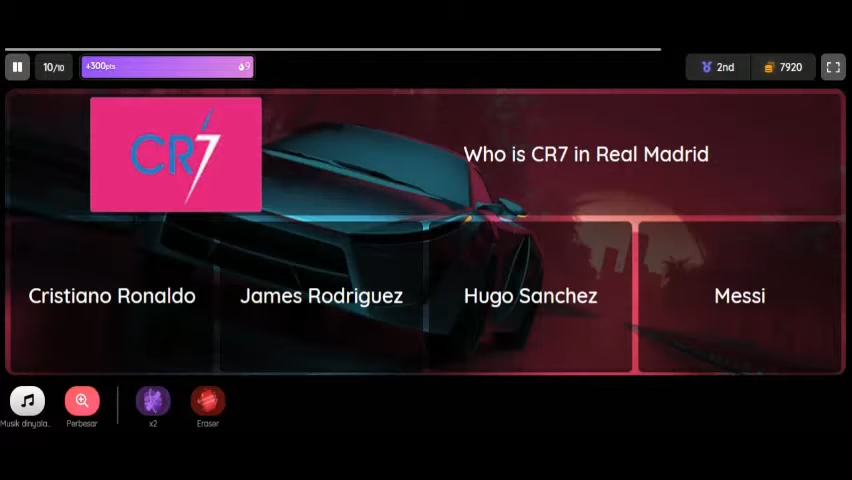 10/10
+300pts
9
2nd
7920
CR7
Who is CR7 in Real Madrid
Cristiano Ronaldo
James Rodriguez
Hugo Sanchez
Messi
Musik dinyala..
Perbesar
x2
Eraser